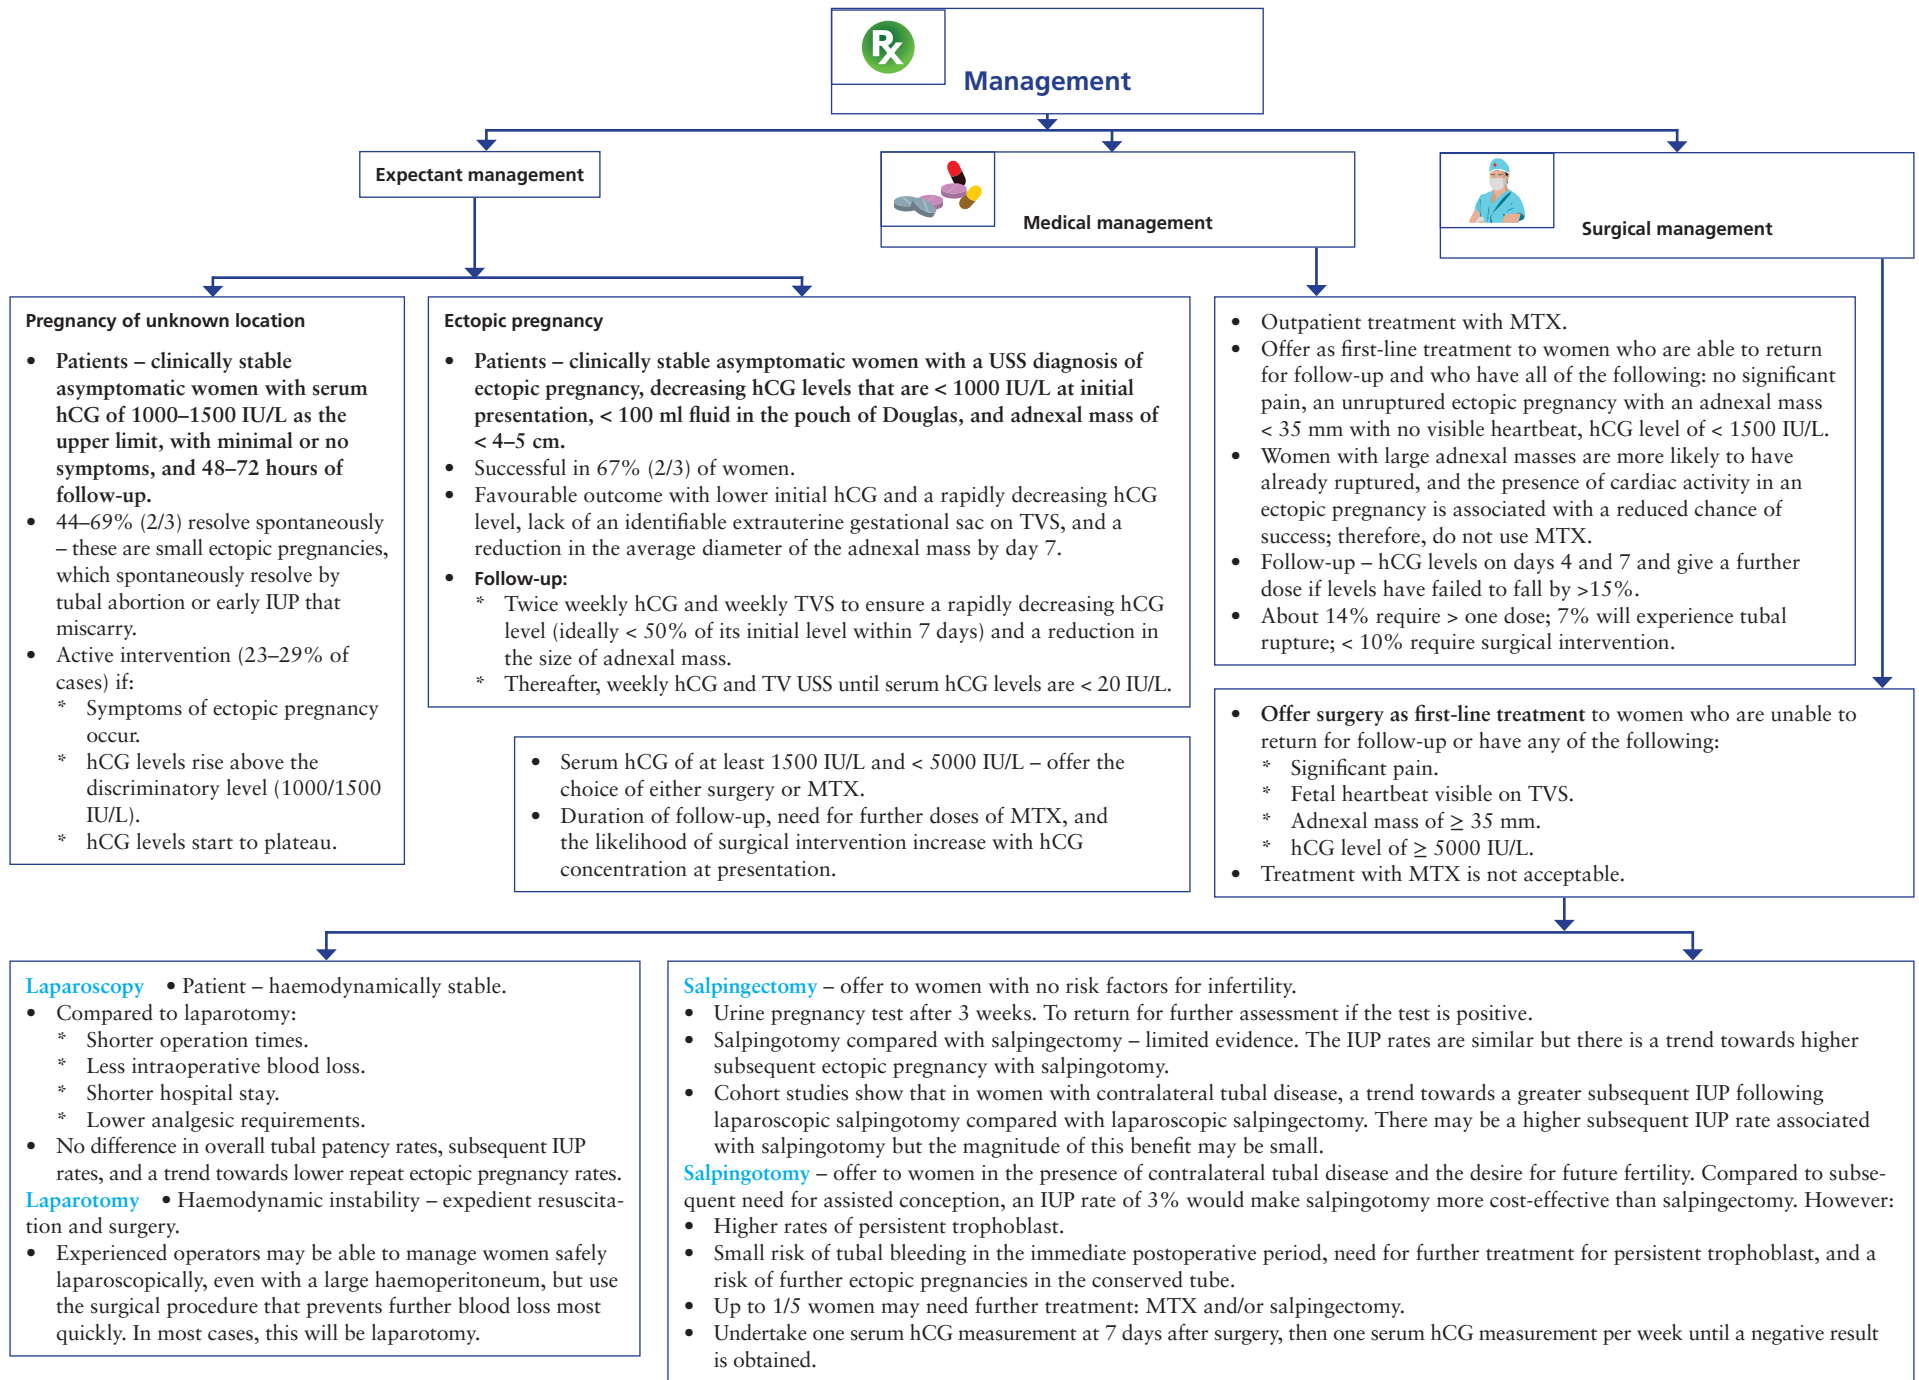 Rx
Management
Expectant management
Medical management
Surgical management
Pregnancy of unknown location
• Patients – clinically stable
asymptomatic women with serum
hCG of 1000–1500 IU/L as the
upper limit, with minimal or no
symptoms, and 48–72 hours of
follow-up.
• 44–69% (2/3) resolve spontaneously
– these are small ectopic pregnancies,
which spontaneously resolve by
tubal abortion or early IUP that
miscarry.
• Active intervention (23–29% of
cases) if:
* Symptoms of ectopic pregnancy
occur.
* hCG levels rise above the
discriminatory level (1000/1500
IU/L).
* hCG levels start to plateau.
Ectopic pregnancy
• Patients – clinically stable asymptomatic women with a USS diagnosis of
ectopic pregnancy, decreasing hCG levels that are < 1000 IU/L at initial
presentation, < 100 ml fluid in the pouch of Douglas, and adnexal mass of
< 4–5 cm.
• Successful in 67% (2/3) of women.
• Favourable outcome with lower initial hCG and a rapidly decreasing hCG
level, lack of an identifiable extrauterine gestational sac on TVS, and a
reduction in the average diameter of the adnexal mass by day 7.
• Follow-up:
* Twice weekly hCG and weekly TVS to ensure a rapidly decreasing hCG
level (ideally < 50% of its initial level within 7 days) and a reduction in
the size of adnexal mass.
* Thereafter, weekly hCG and TV USS until serum hCG levels are < 20 IU/L.
• Serum hCG of at least 1500 IU/L and < 5000 IU/L – offer the
choice of either surgery or MTX.
• Duration of follow-up, need for further doses of MTX, and
the likelihood of surgical intervention increase with hCG
concentration at presentation.
• Outpatient treatment with MTX.
• Offer as first-line treatment to women who are able to return
for follow-up and who have all of the following: no significant
pain, an unruptured ectopic pregnancy with an adnexal mass
< 35 mm with no visible heartbeat, hCG level of < 1500 IU/L.
• Women with large adnexal masses are more likely to have
already ruptured, and the presence of cardiac activity in an
ectopic pregnancy is associated with a reduced chance of
success; therefore, do not use MTX.
• Follow-up – hCG levels on days 4 and 7 and give a further
dose if levels have failed to fall by >15%.
• About 14% require > one dose; 7% will experience tubal
rupture; < 10% require surgical intervention.
• Offer surgery as first-line treatment to women who are unable to
return for follow-up or have any of the following:
* Significant pain.
* Fetal heartbeat visible on TVS.
* Adnexal mass of ≥ 35 mm.
* hCG level of ≥ 5000 IU/L.
• Treatment with MTX is not acceptable.
Laparoscopy • Patient – haemodynamically stable.
• Compared to laparotomy:
* Shorter operation times.
* Less intraoperative blood loss.
* Shorter hospital stay.
* Lower analgesic requirements.
• No difference in overall tubal patency rates, subsequent IUP
rates, and a trend towards lower repeat ectopic pregnancy rates.
Laparotomy • Haemodynamic instability – expedient resuscita-
tion and surgery.
• Experienced operators may be able to manage women safely
laparoscopically, even with a large haemoperitoneum, but use
the surgical procedure that prevents further blood loss most
quickly. In most cases, this will be laparotomy.
Salpingectomy – offer to women with no risk factors for infertility.
• Urine pregnancy test after 3 weeks. To return for further assessment if the test is positive.
• Salpingotomy compared with salpingectomy – limited evidence. The IUP rates are similar but there is a trend towards higher
subsequent ectopic pregnancy with salpingotomy.
• Cohort studies show that in women with contralateral tubal disease, a trend towards a greater subsequent IUP following
laparoscopic salpingotomy compared with laparoscopic salpingectomy. There may be a higher subsequent IUP rate associated
with salpingotomy but the magnitude of this benefit may be small.
Salpingotomy – offer to women in the presence of contralateral tubal disease and the desire for future fertility. Compared to subse-
quent need for assisted conception, an IUP rate of 3% would make salpingotomy more cost-effective than salpingectomy. However:
• Higher rates of persistent trophoblast.
• Small risk of tubal bleeding in the immediate postoperative period, need for further treatment for persistent trophoblast, and a
risk of further ectopic pregnancies in the conserved tube.
• Up to 1/5 women may need further treatment: MTX and/or salpingectomy.
• Undertake one serum hCG measurement at 7 days after surgery, then one serum hCG measurement per week until a negative result
is obtained.